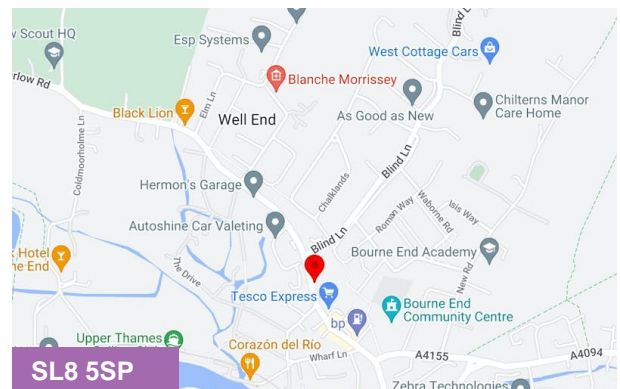 w Scout HQ
Esp Systems
West Cottage Cars
rlow Rd
Blind Ln
Blanche Morrissey
Elm Ln
Black Lion
Well End
As Good as New
Chilterns Manor
Care Home
Coldmoorholme Ln
Blind Ln
Hermon's Garage
Chalklands
Roman Way
Waborne Rd
Isis Way
Autoshine Car Valeting
Blind Ln
Bourne End Academy
k Hotel
ne End
The Drive
New Rd
Tesco Express
Bourne End
Community Centre
bp
Upper Thames
Corazón del Río
Wharf Ln
A4155
A4094
SL8 5SP
Zebra Technologies